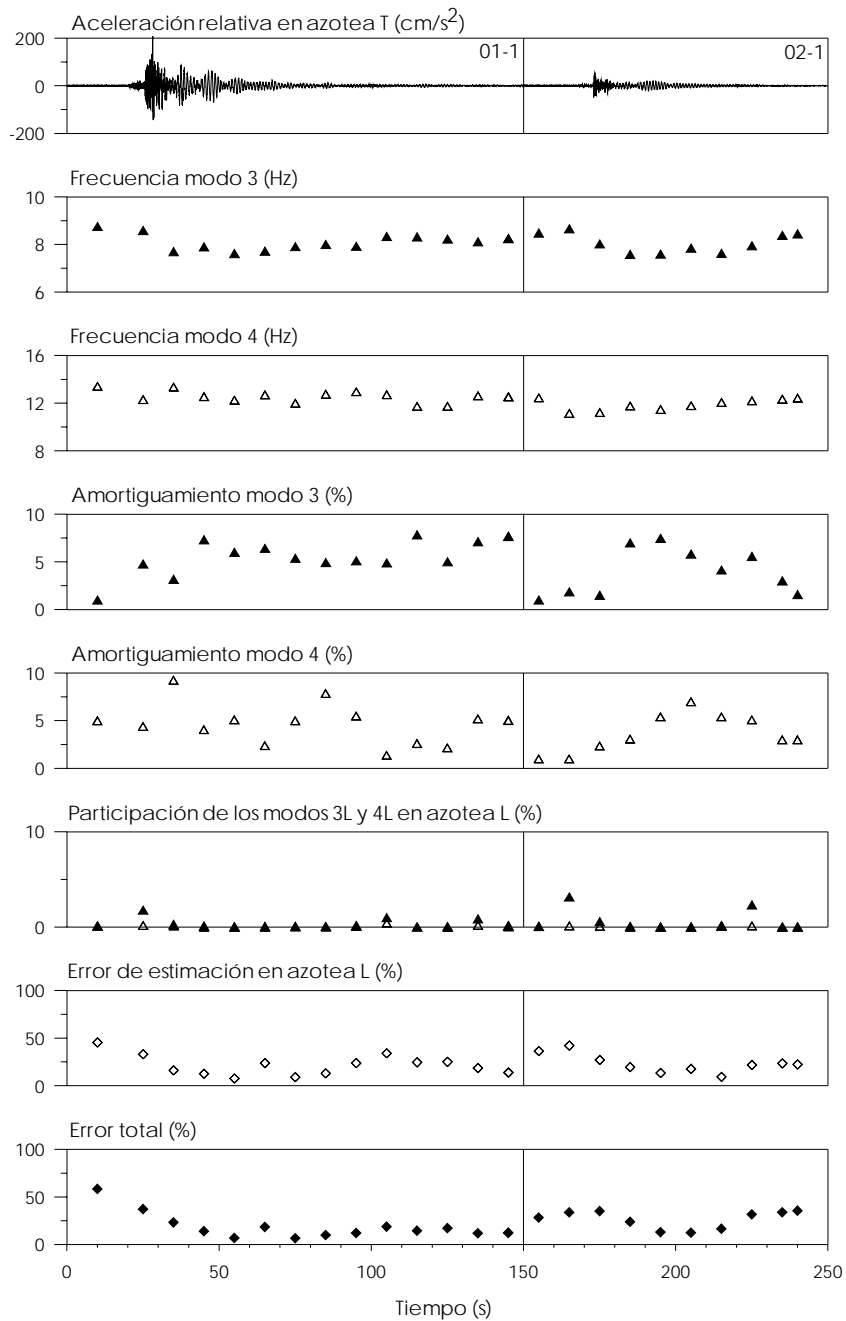 Aceleración relativa en azotea T (cm/s²)
200
01-1
02-1
0
-200
Frecuencia modo 3 (Hz)
10
8
6
Frecuencia modo 4 (Hz)
16
12
8
Amortiguamiento modo 3 (%)
10
5
0
Amortiguamiento modo 4 (%)
10
5
0
Participación de los modos 3L y 4L en azotea L (%)
10
0
Error de estimación en azotea L (%)
100
50
0
Error total (%)
100
50
0
0 50 100 150 200 250
Tiempo (s)